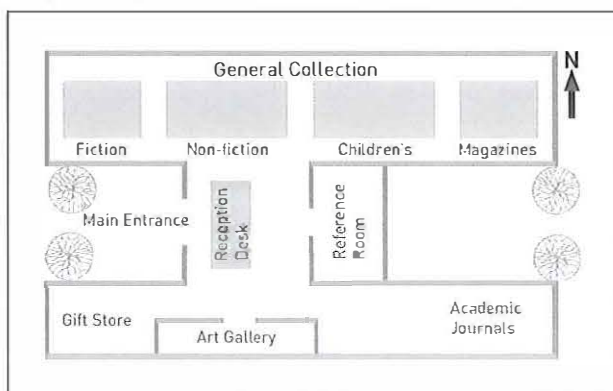 General Collection
N
Fiction
Non-fiction
Children's
Magazines
Main Entrance
Reception
Desk
Reference
Room
Gift Store
Art Gallery
Academic
Journals